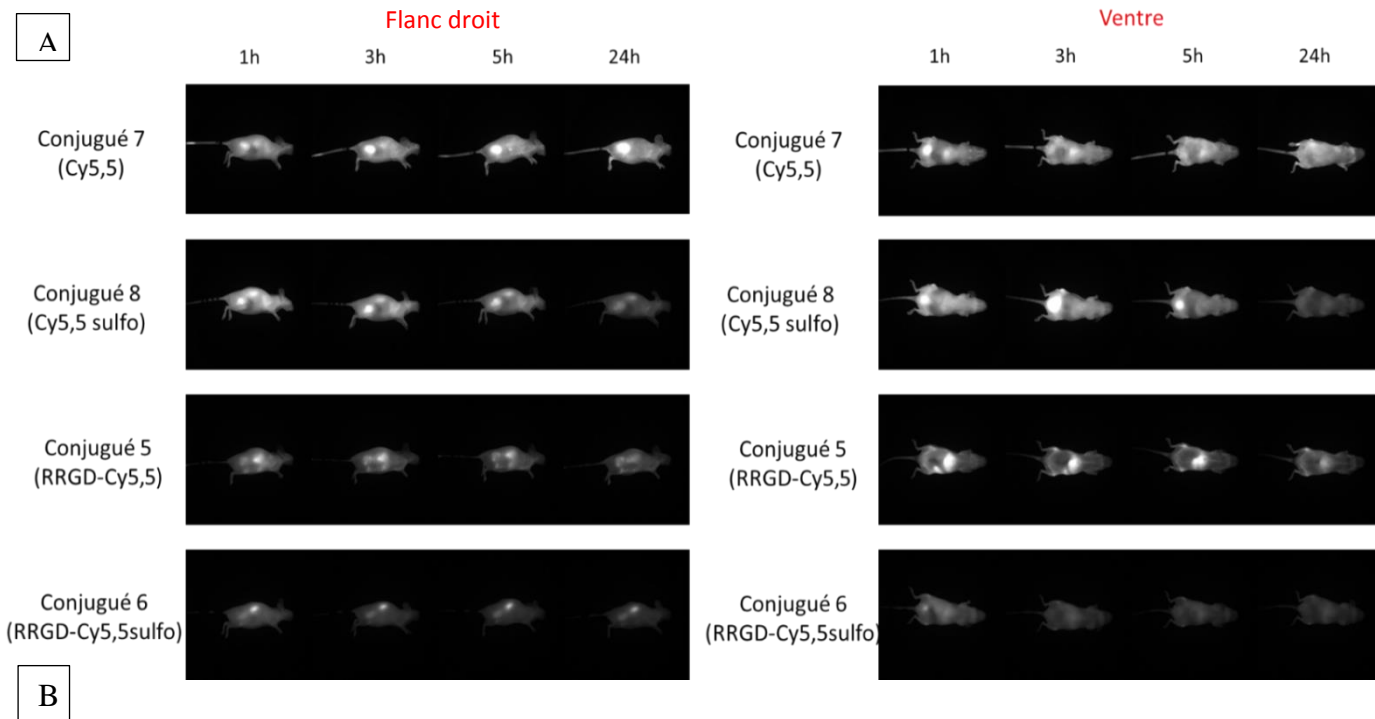 A
Flanc droit
Ventre
1h 3h 5h 24h
1h 3h 5h 24h
Conjugué 7
(Cy5,5)
Conjugué 7
(Cy5,5)
Conjugué 8
(Cy5,5 sulfo)
Conjugué 8
(Cy5,5 sulfo)
Conjugué 5
(RRGD-Cy5,5)
Conjugué 5
(RRGD-Cy5,5)
Conjugué 6
(RRGD-Cy5,5sulfo)
Conjugué 6
(RRGD-Cy5,5sulfo)
B